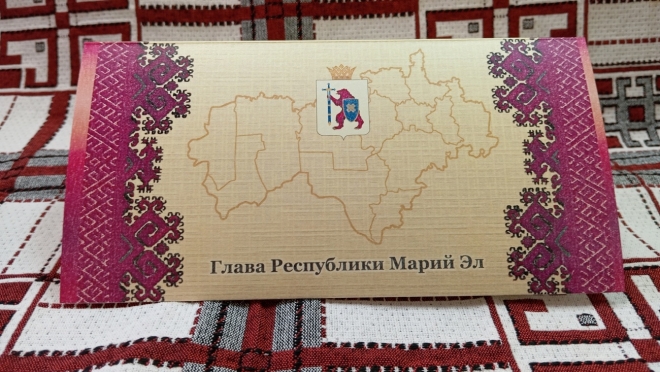 Глава Республики Марий Эл